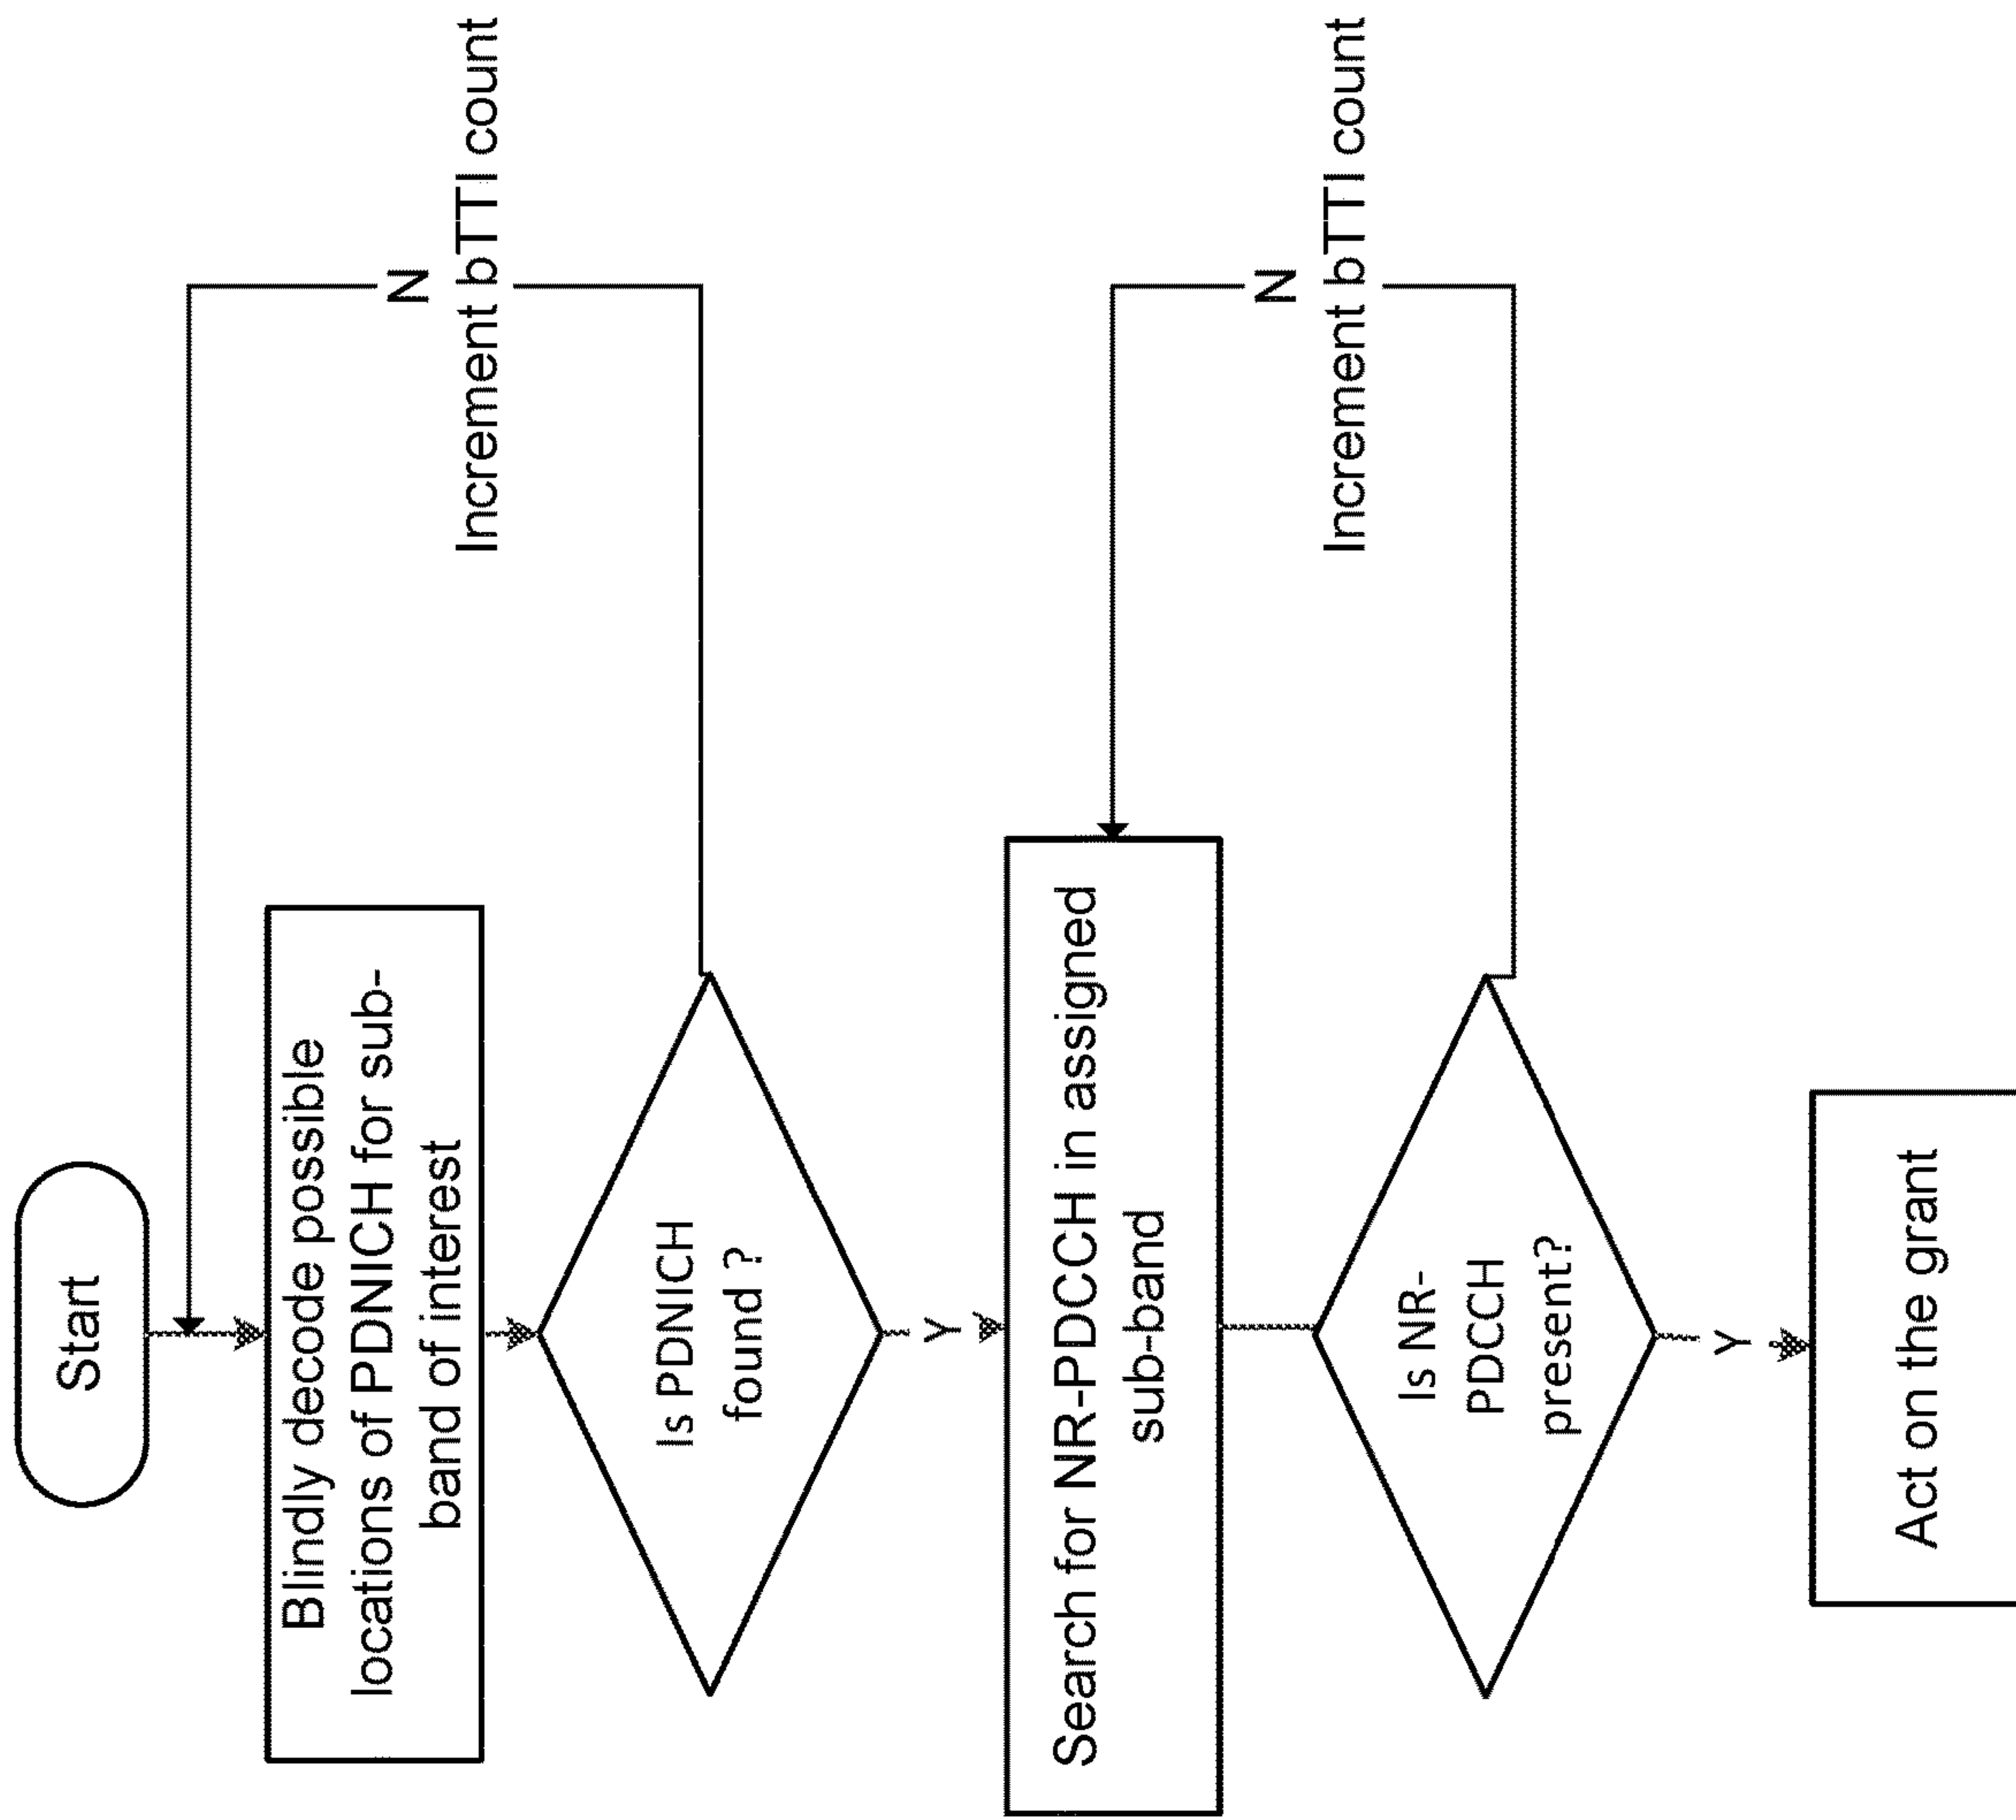 Start
Blindly decode possible
locations of PDNICH for sub-
band of interest
Is PDNICH
found ?
N
Increment bTTI count
Y
Search for NR-PDCCH in assigned
sub-band
Is NR-
PDCCH
present?
N
Increment bTTI count
Y
Act on the grant